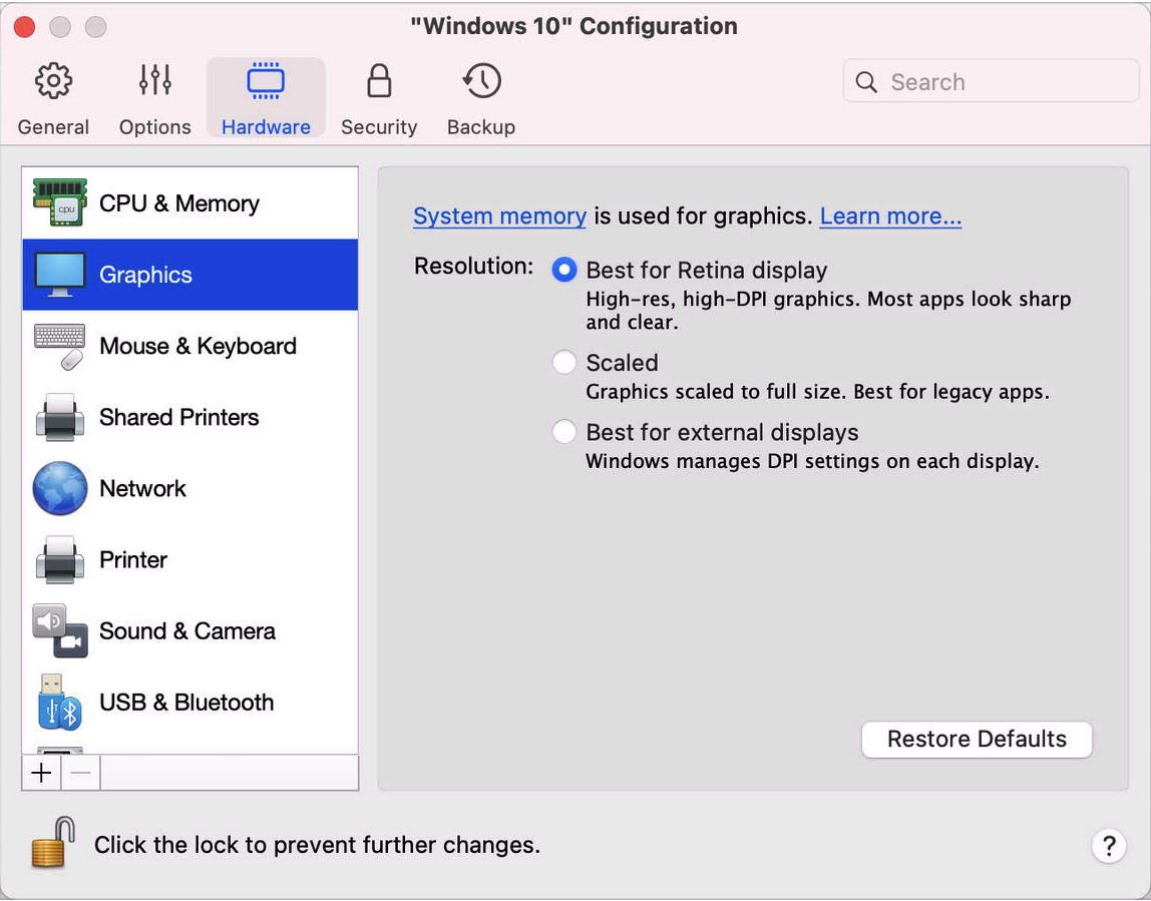 "Windows 10" Configuration
General
Options
Hardware
Security
Backup
Search
CPU & Memory
cpu
Graphics
Mouse & Keyboard
Shared Printers
Network
Printer
Sound & Camera
USB & Bluetooth
System memory is used for graphics. Learn more...
Resolution:
Best for Retina display
High-res, high-DPI graphics. Most apps look sharp
and clear.
Scaled
Graphics scaled to full size. Best for legacy apps.
Best for external displays
Windows manages DPI settings on each display.
Restore Defaults
Click the lock to prevent further changes.
?